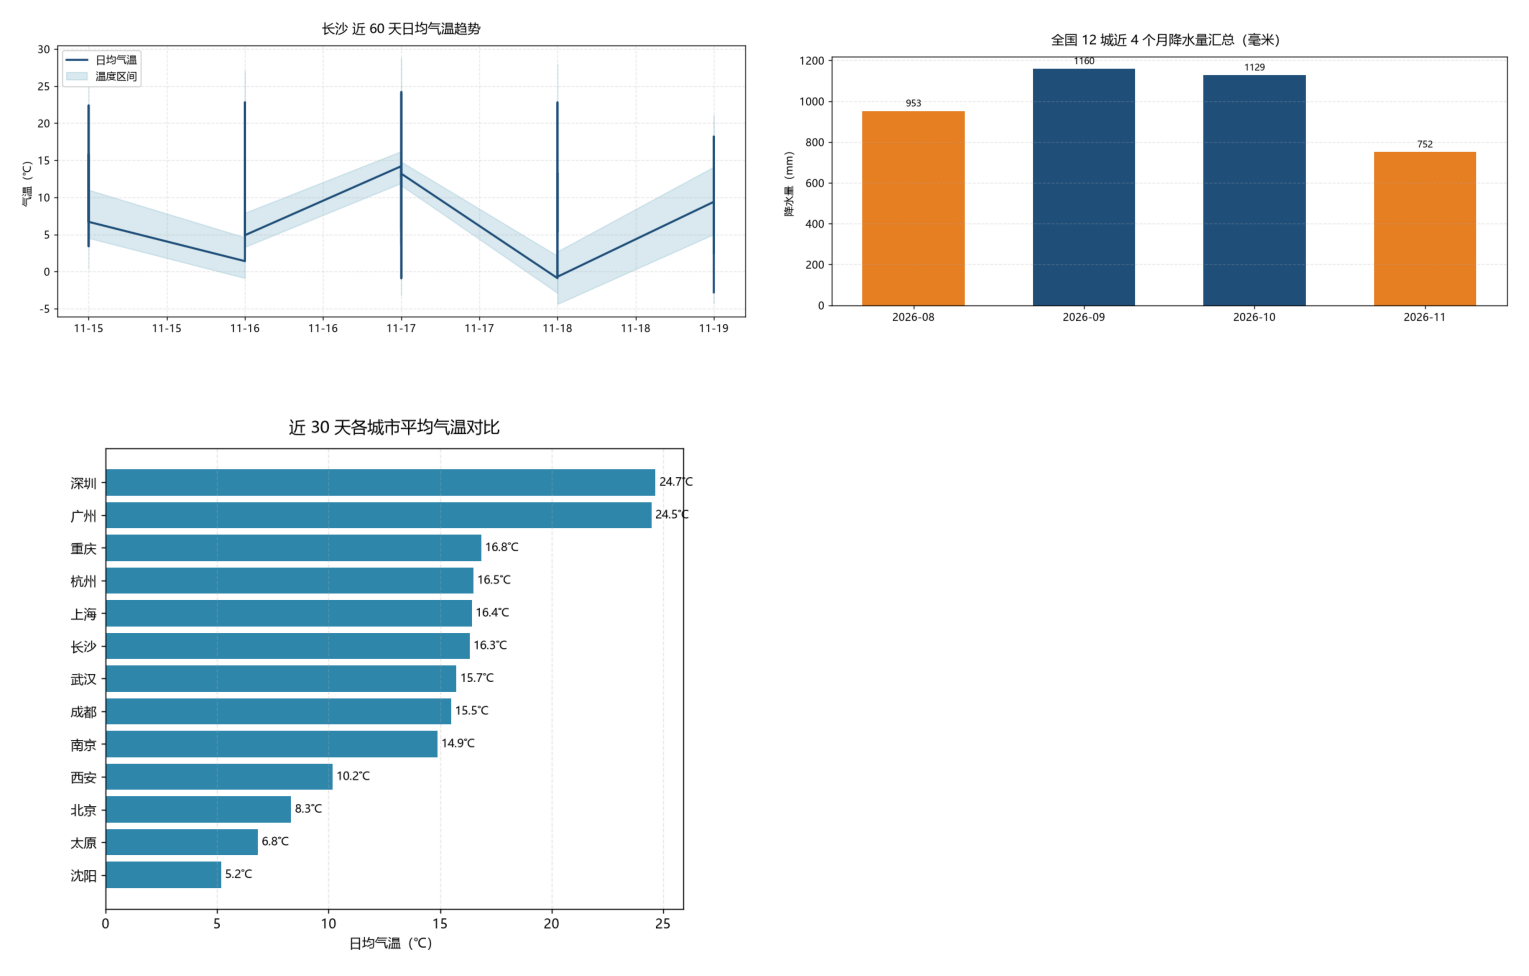 长沙 近 60 天日均气温趋势
日均气温
温度区间
气温（℃）
30
25
20
15
10
5
0
-5
11-15
11-15
11-16
11-16
11-17
11-17
11-18
11-18
11-19
全国 12 城近 4 个月降水量汇总（毫米）
降水量（mm）
1200
1000
800
600
400
200
0
953
1160
1129
752
2026-08
2026-09
2026-10
2026-11
近 30 天各城市平均气温对比
深圳 24.7℃
广州 24.5℃
重庆 16.8℃
杭州 16.5℃
上海 16.4℃
长沙 16.3℃
武汉 15.7℃
成都 15.5℃
南京 14.9℃
西安 10.2℃
北京 8.3℃
太原 6.8℃
沈阳 5.2℃
0 5 10 15 20 25
日均气温（℃）